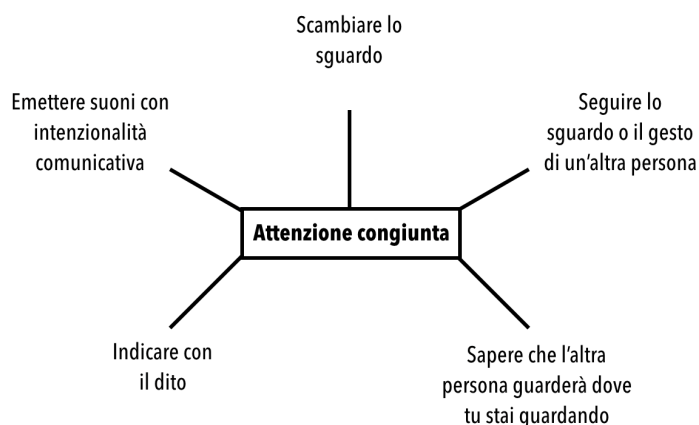 Scambiare lo
sguardo
Emettere suoni con
intenzionalità
comunicativa
Seguire lo
sguardo o il gesto
di un'altra persona
Attenzione congiunta
Indicare con
il dito
Sapere che l'altra
persona guarderà dove
tu stai guardando